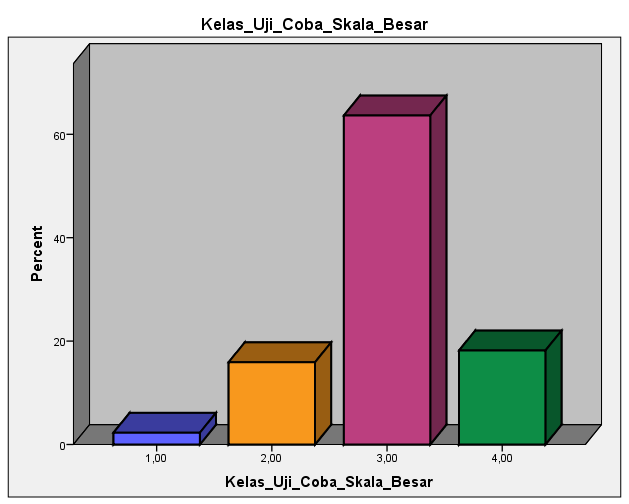 Kelas_Uji_Coba_Skala_Besar
Percent
60
40
20
0
1,00 2,00 3,00 4,00
Kelas_Uji_Coba_Skala_Besar